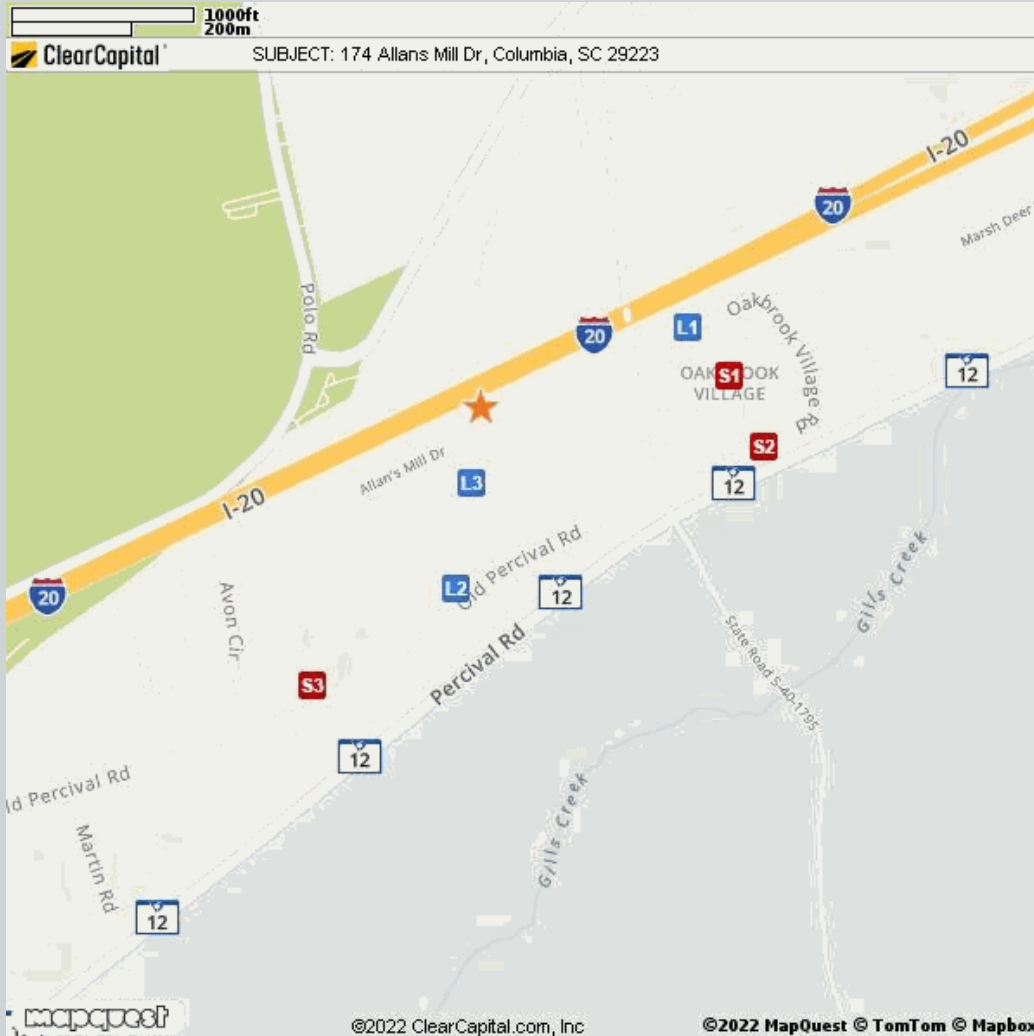 1000ft
200m
ClearCapital
SUBJECT: 174 Allans Mill Dr, Columbia, SC 29223
I-20
20
Marsh Deer
Polo Rd
Oakbrook Village Rd
L1
20
12
S1
OAKBROOK
VILLAGE
Allan's Mill Dr
S2
L3
12
I-20
Old Percival Rd
Gills Creek
20
L2
12
Avon Cir
State Road S-40-1795
Percival Rd
S3
12
ld Percival Rd
Gills Creek
Martin Rd
12
mapquest
©2022 ClearCapital.com, Inc
©2022 MapQuest © TomTom © Mapbox